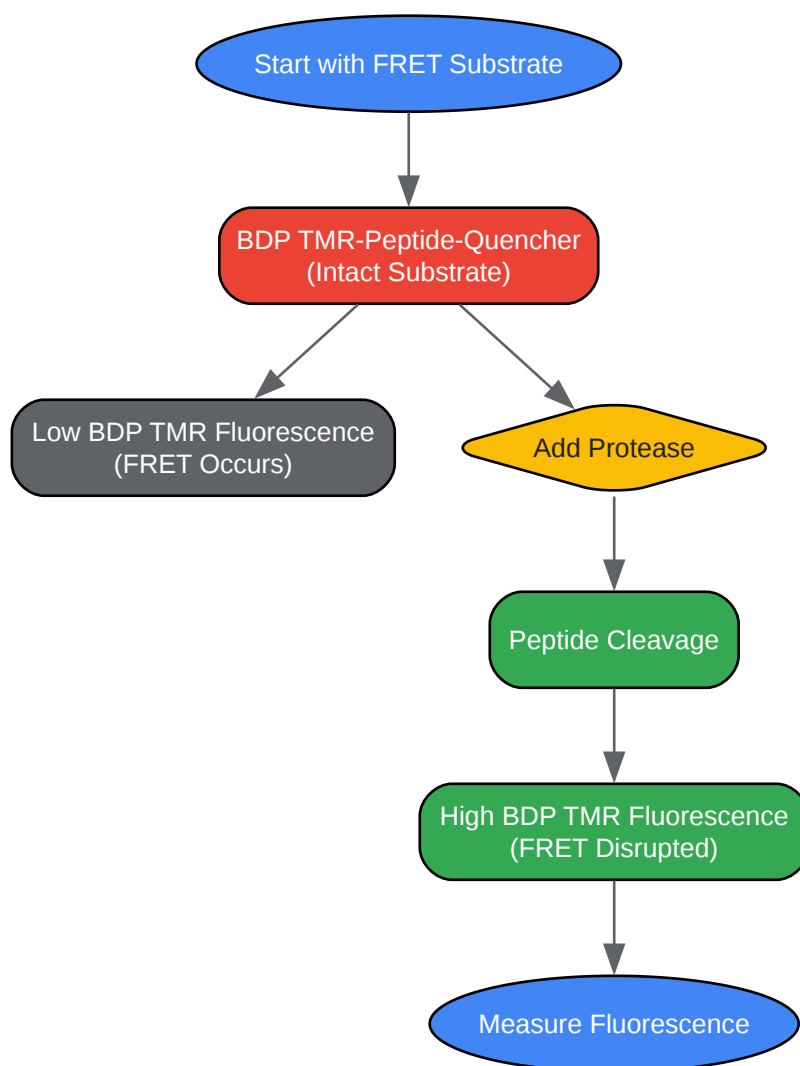 Start with FRET Substrate
BDP TMR-Peptide-Quencher
(Intact Substrate)
Low BDP TMR Fluorescence
(FRET Occurs)
Add Protease
Peptide Cleavage
High BDP TMR Fluorescence
(FRET Disrupted)
Measure Fluorescence